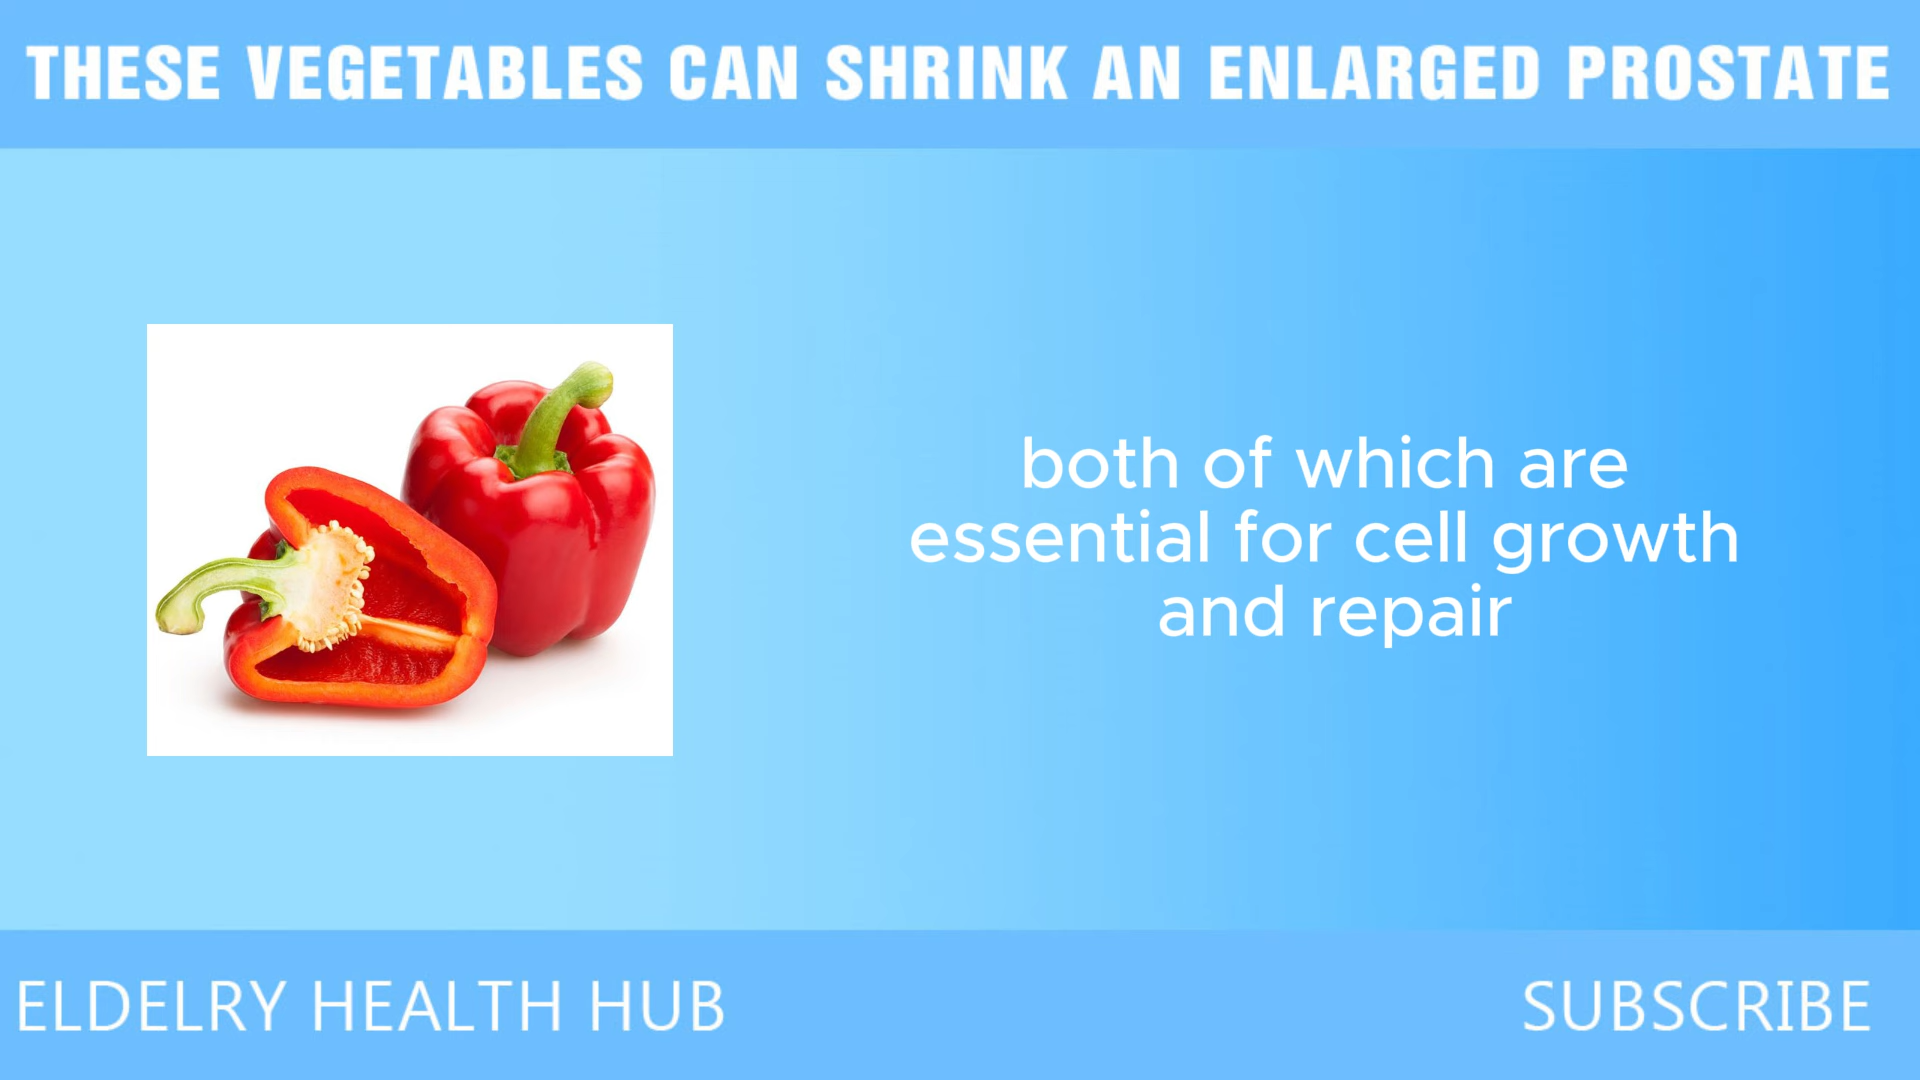 THESE VEGETABLES CAN SHRINK AN ENLARGED PROSTATE
both of which are
essential for cell growth
and repair
ELDELRY HEALTH HUB
SUBSCRIBE